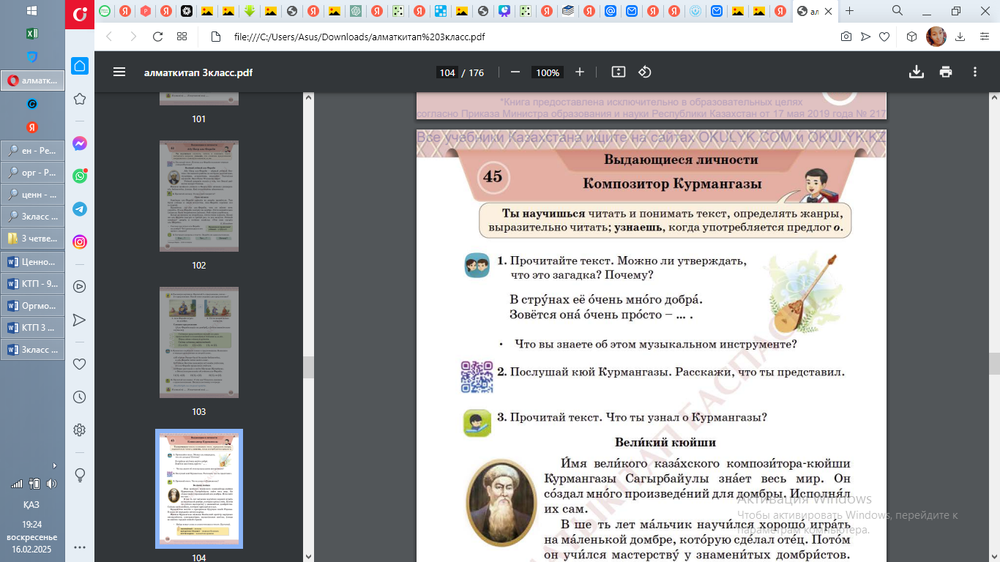 алматк...
ен - Ре...
орг - Р...
ценн - ...
3класс ...
3 четве...
Ценно...
КТП - 9...
Оргмо...
КТП 3 ...
3класс ...
ҚАЗ
19:24
воскресенье
16.02.2025
ал
file:///C:/Users/Asus/Downloads/алматкитап%203класс.pdf
алматкитап 3класс.pdf
104 / 176
100%
101
102
103
104
*Книга предоставлена исключительно в образовательных целях
согласно Приказа Министра образования и науки Республики Казахстан от 17 мая 2019 года № 217
Все учебники Казахстана ищите на сайтах OKULYK.COM и OKULYK.KZ
Выдающиеся личности
45
Композитор Курмангазы
Ты научишься читать и понимать текст, определять жанры,
выразительно читать; узнаешь, когда употребляется предлог о.
1. Прочитайте текст. Можно ли утверждать,
что это загадка? Почему?
В стру́нах её о́чень мно́го добра́.
Зовётся она́ о́чень про́сто – ... .
• Что вы знаете об этом музыкальном инструменте?
2. Послушай кюй Курмангазы. Расскажи, что ты представил.
3. Прочитай текст. Что ты узнал о Курмангазы?
Вели́кий кюйши
И́мя вели́кого каза́хского компози́тора-кюйши
Курмангазы Сагырбайулы зна́ет весь мир. Он
со́здал мно́го произведе́ний для домбры. Исполня́л
их сам.
В ше ть лет ма́льчик научи́лся хорошо́ игра́ть
на ма́ленькой домбре, кото́рую сде́лал оте́ц. Пото́м
он учи́лся мастерству́ у знамени́тых домбри́стов.
Активация Windows
Чтобы активировать Windows, перейдите к
параметрам компьютера.
АЛМАТЫКІТАП БАСПАСЫ